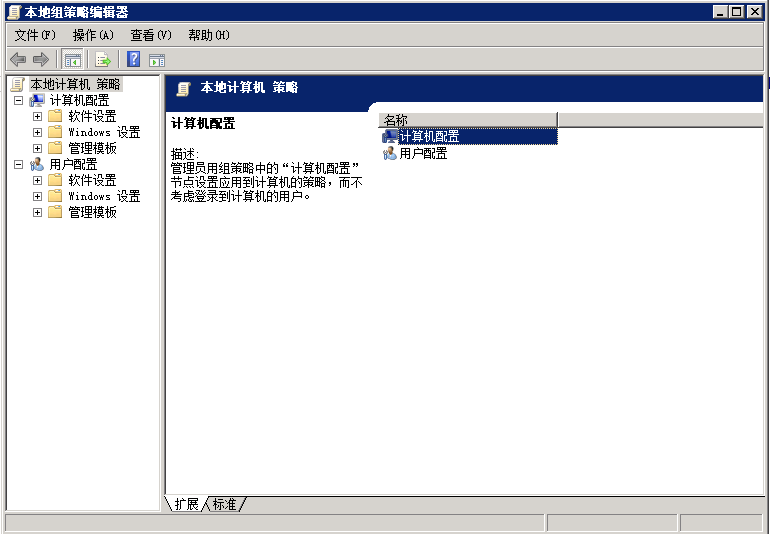 本地组策略编辑器
文件(F) 操作(A) 查看(V) 帮助(H)
本地计算机 策略
计算机配置
软件设置
Windows 设置
管理模板
用户配置
软件设置
Windows 设置
管理模板
本地计算机 策略
计算机配置
描述:
管理员用组策略中的“计算机配置”
节点设置应用到计算机的策略，而不
考虑登录到计算机的用户。
名称
计算机配置
用户配置
扩展 标准